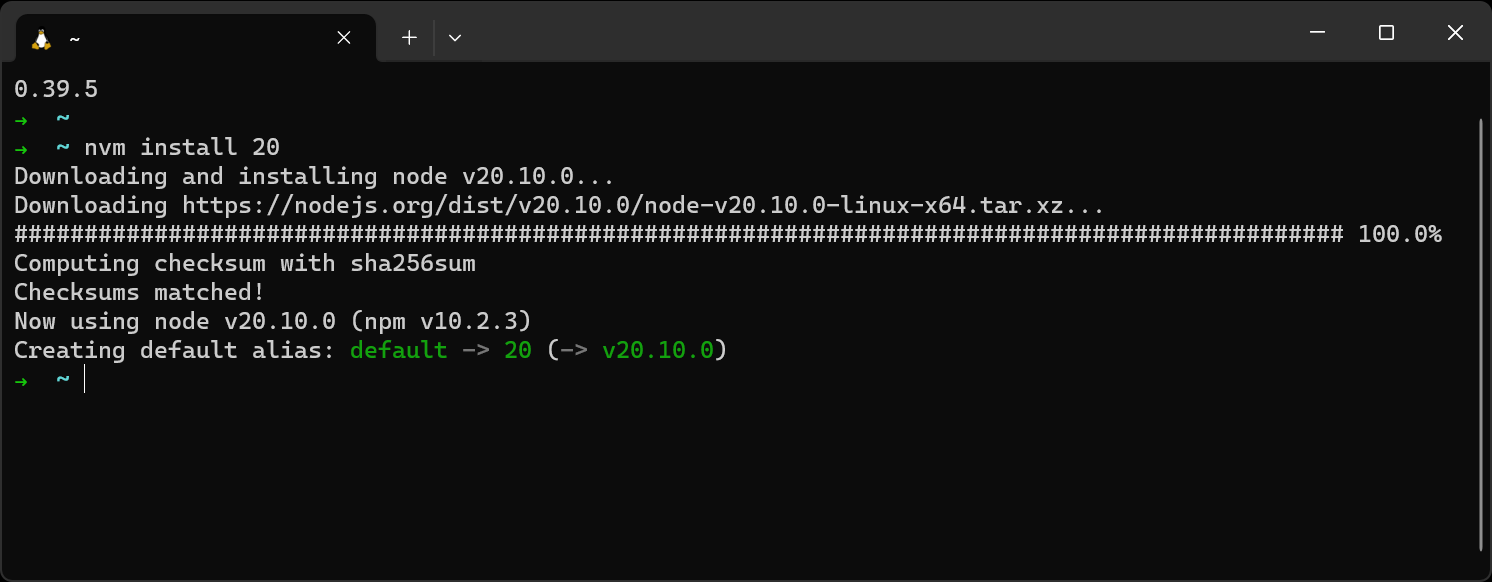 ~
0.39.5
➜ ~
➜ ~ nvm install 20
Downloading and installing node v20.10.0...
Downloading https://nodejs.org/dist/v20.10.0/node-v20.10.0-linux-x64.tar.xz...
############################################################################################### 100.0%
Computing checksum with sha256sum
Checksums matched!
Now using node v20.10.0 (npm v10.2.3)
Creating default alias: default -> 20 (-> v20.10.0)
➜ ~